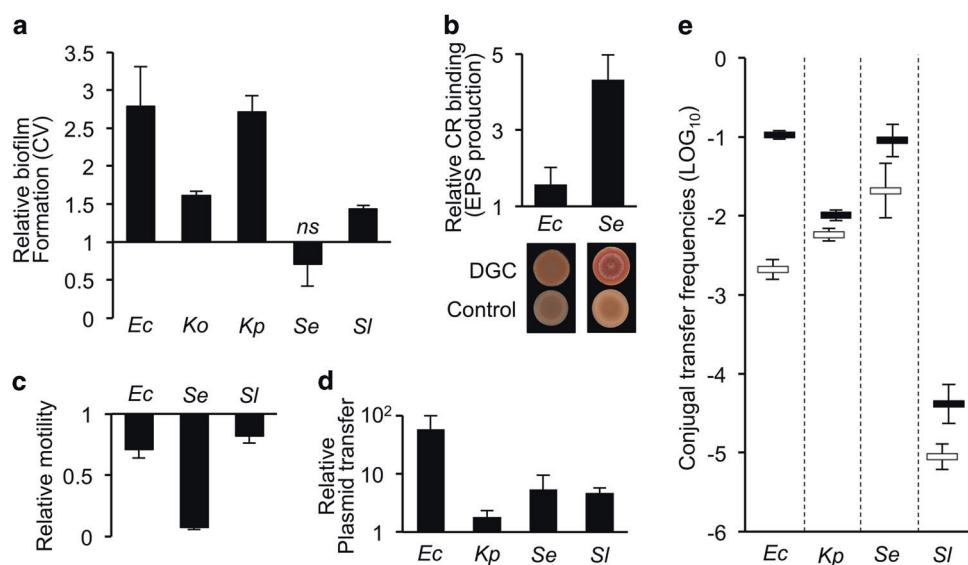 a
3.5
3
2.5
2
1.5
1
0.5
0
Relative biofilm
Formation (CV)
ns
Ec Ko Kp Se Sl
b
5
3
1
Relative CR binding
(EPS production)
Ec Se
DGC
Control
c
Ec Se Sl
1
0.5
0
Relative motility
d
10²
10
1
Relative
Plasmid transfer
Ec Kp Se Sl
e
0
-1
-2
-3
-4
-5
-6
Conjugal transfer frequencies (LOG₁₀)
Ec Kp Se Sl